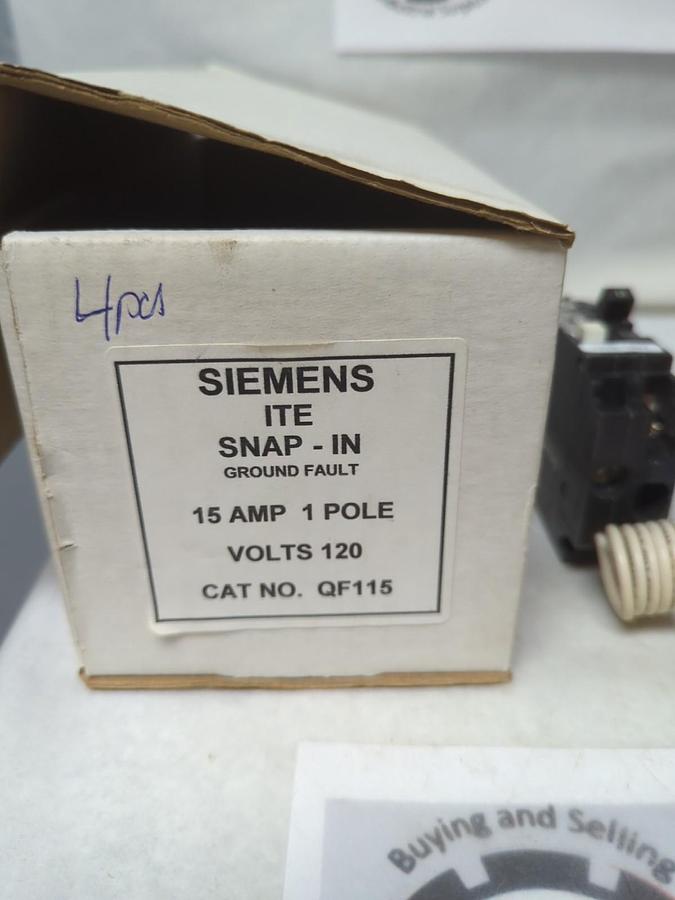 4pcs
SIEMENS
ITE
SNAP - IN
GROUND FAULT
15 AMP 1 POLE
VOLTS 120
CAT NO. QF115
Buying and Selling